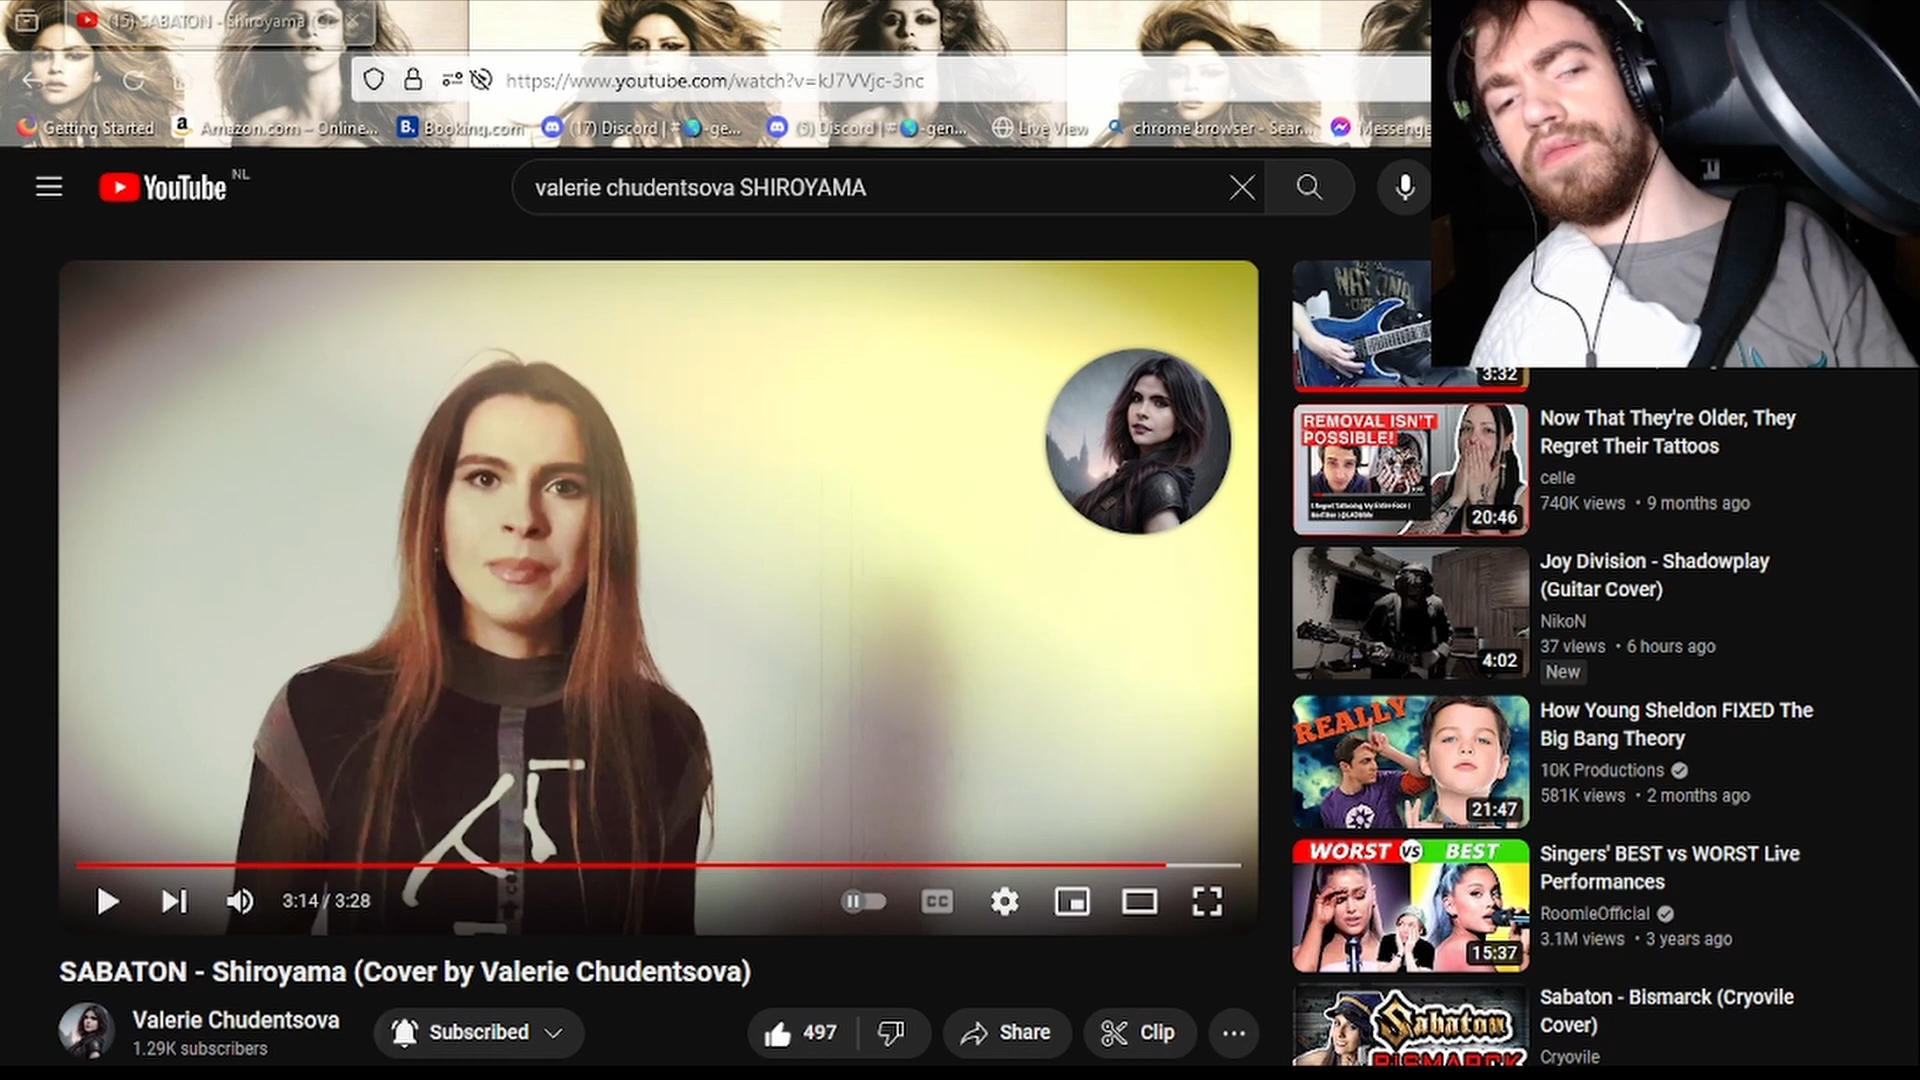 (15) SABATON - Shiroyama (C
https://www.youtube.com/watch?v=kJ7VVjc-3nc
Getting Started
Amazon.com – Online...
Booking.com
(17) Discord | #🌎-ge...
(5) Discord | #🌎-gen...
Live View
chrome browser - Sear...
Messenge
YouTube NL
valerie chudentsova SHIROYAMA
NATIONAL
3:32
REMOVAL ISN'T
POSSIBLE!
20:46
Now That They're Older, They
Regret Their Tattoos
celle
740K views • 9 months ago
4:02
Joy Division - Shadowplay
(Guitar Cover)
NikoN
37 views • 6 hours ago
New
REALLY
21:47
How Young Sheldon FIXED The
Big Bang Theory
10K Productions
581K views • 2 months ago
WORST VS BEST
15:37
Singers' BEST vs WORST Live
Performances
RoomieOfficial
3.1M views • 3 years ago
Sabaton
BISMARCK
Sabaton - Bismarck (Cryovile
Cover)
Cryovile
3:14 / 3:28
CC
SABATON - Shiroyama (Cover by Valerie Chudentsova)
Valerie Chudentsova
1.29K subscribers
Subscribed
497
Share
Clip